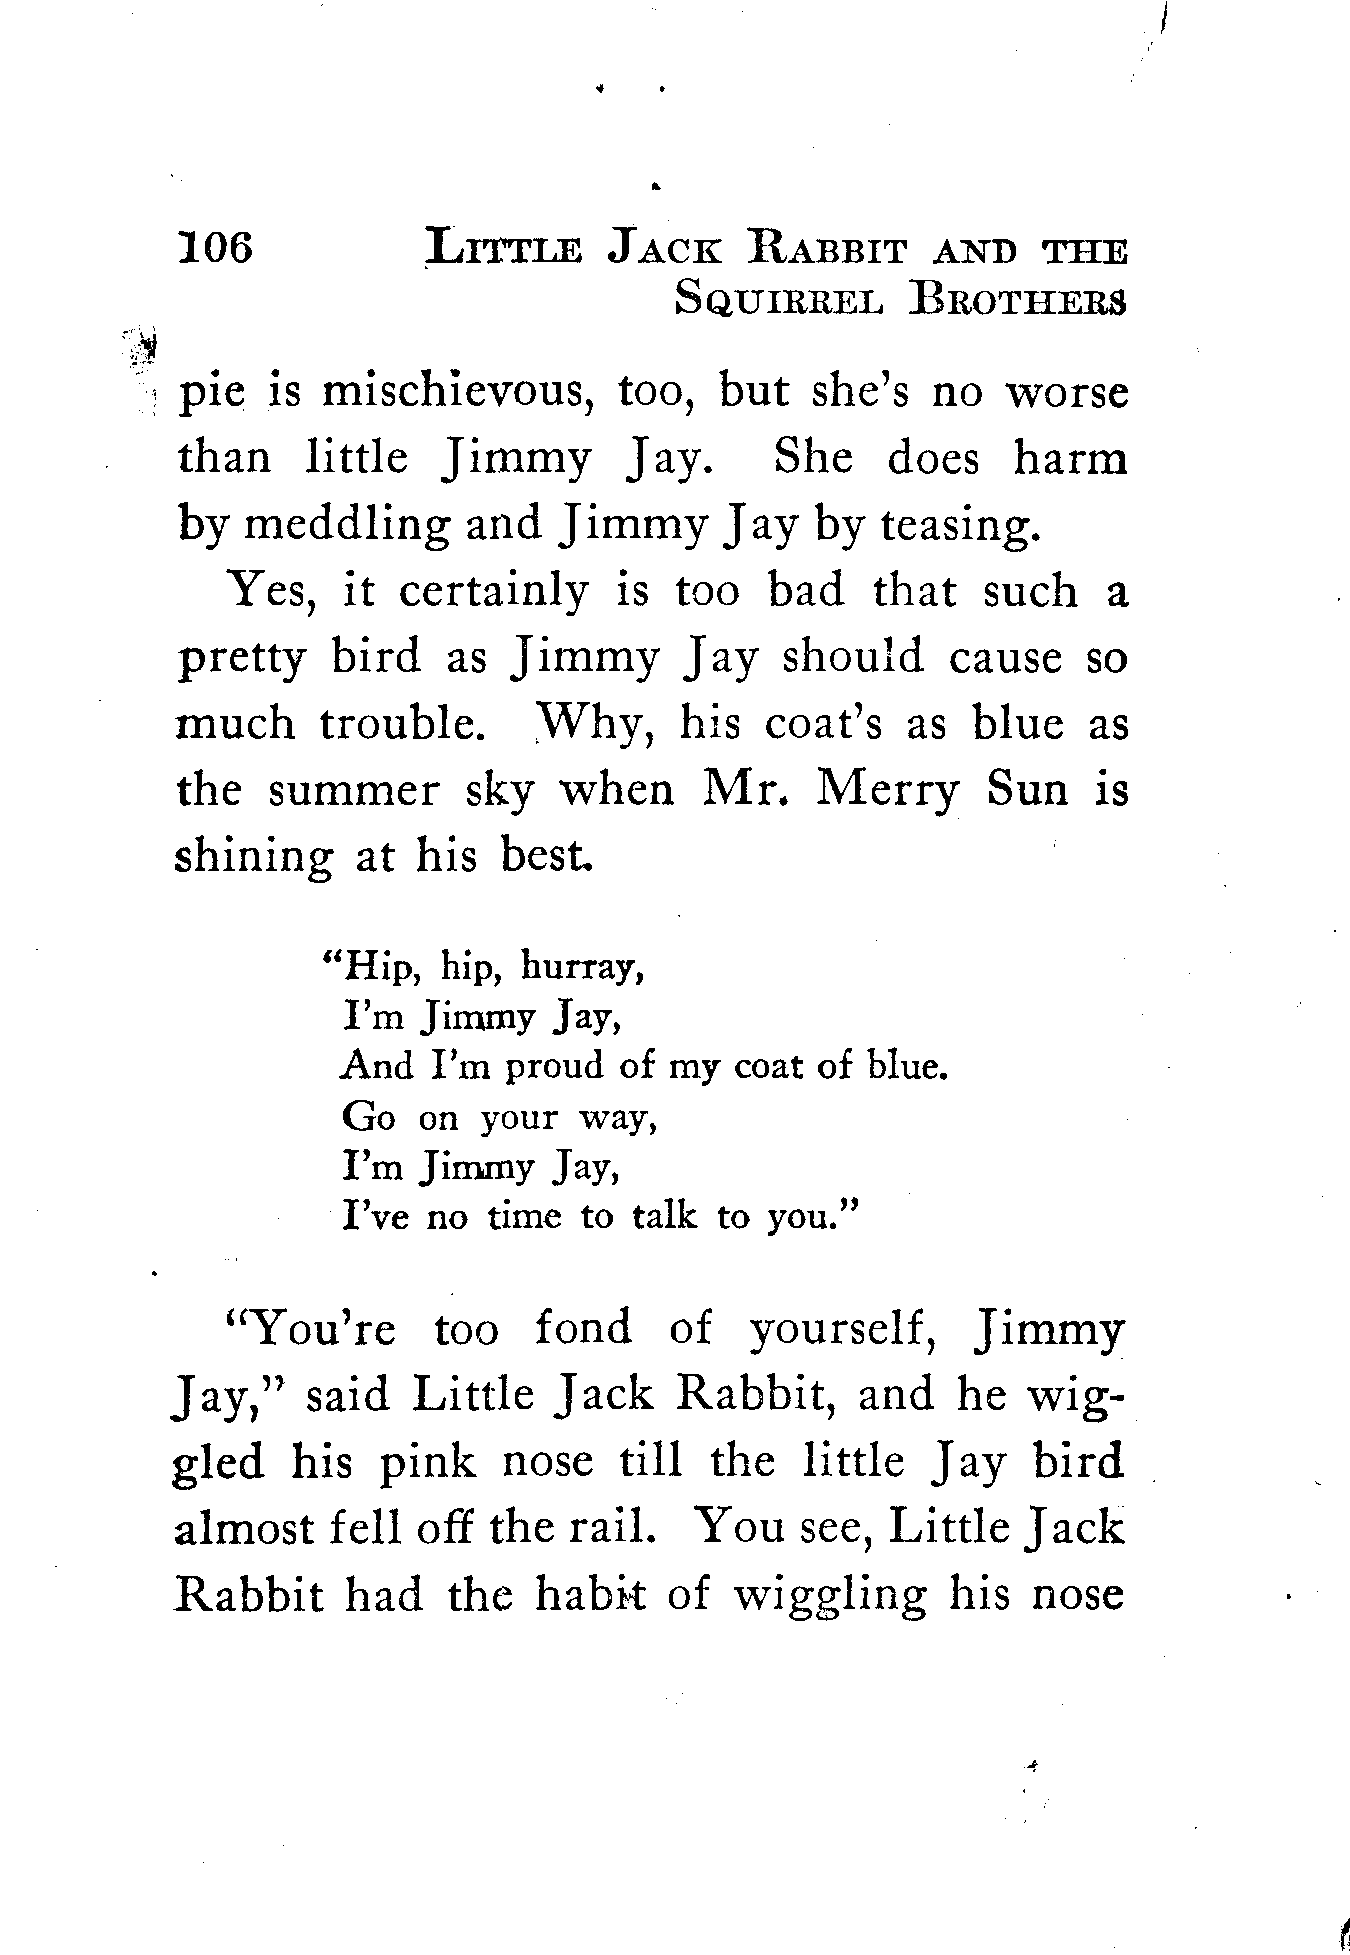 106 Little Jack Rabbit and the
Squirrel Brothers
pie is mischievous, too, but she's no worse
than little Jimmy Jay. She does harm
by meddling and Jimmy Jay by teasing.
Yes, it certainly is too bad that such a
pretty bird as Jimmy Jay should cause so
much trouble. Why, his coat's as blue as
the summer sky when Mr. Merry Sun is
shining at his best.
"Hip, hip, hurray,
I'm Jimmy Jay,
And I'm proud of my coat of blue.
Go on your way,
I'm Jimmy Jay,
I've no time to talk to you."
"You're too fond of yourself, Jimmy
Jay," said Little Jack Rabbit, and he wig-
gled his pink nose till the little Jay bird
almost fell off the rail. You see, Little Jack
Rabbit had the habit of wiggling his nose